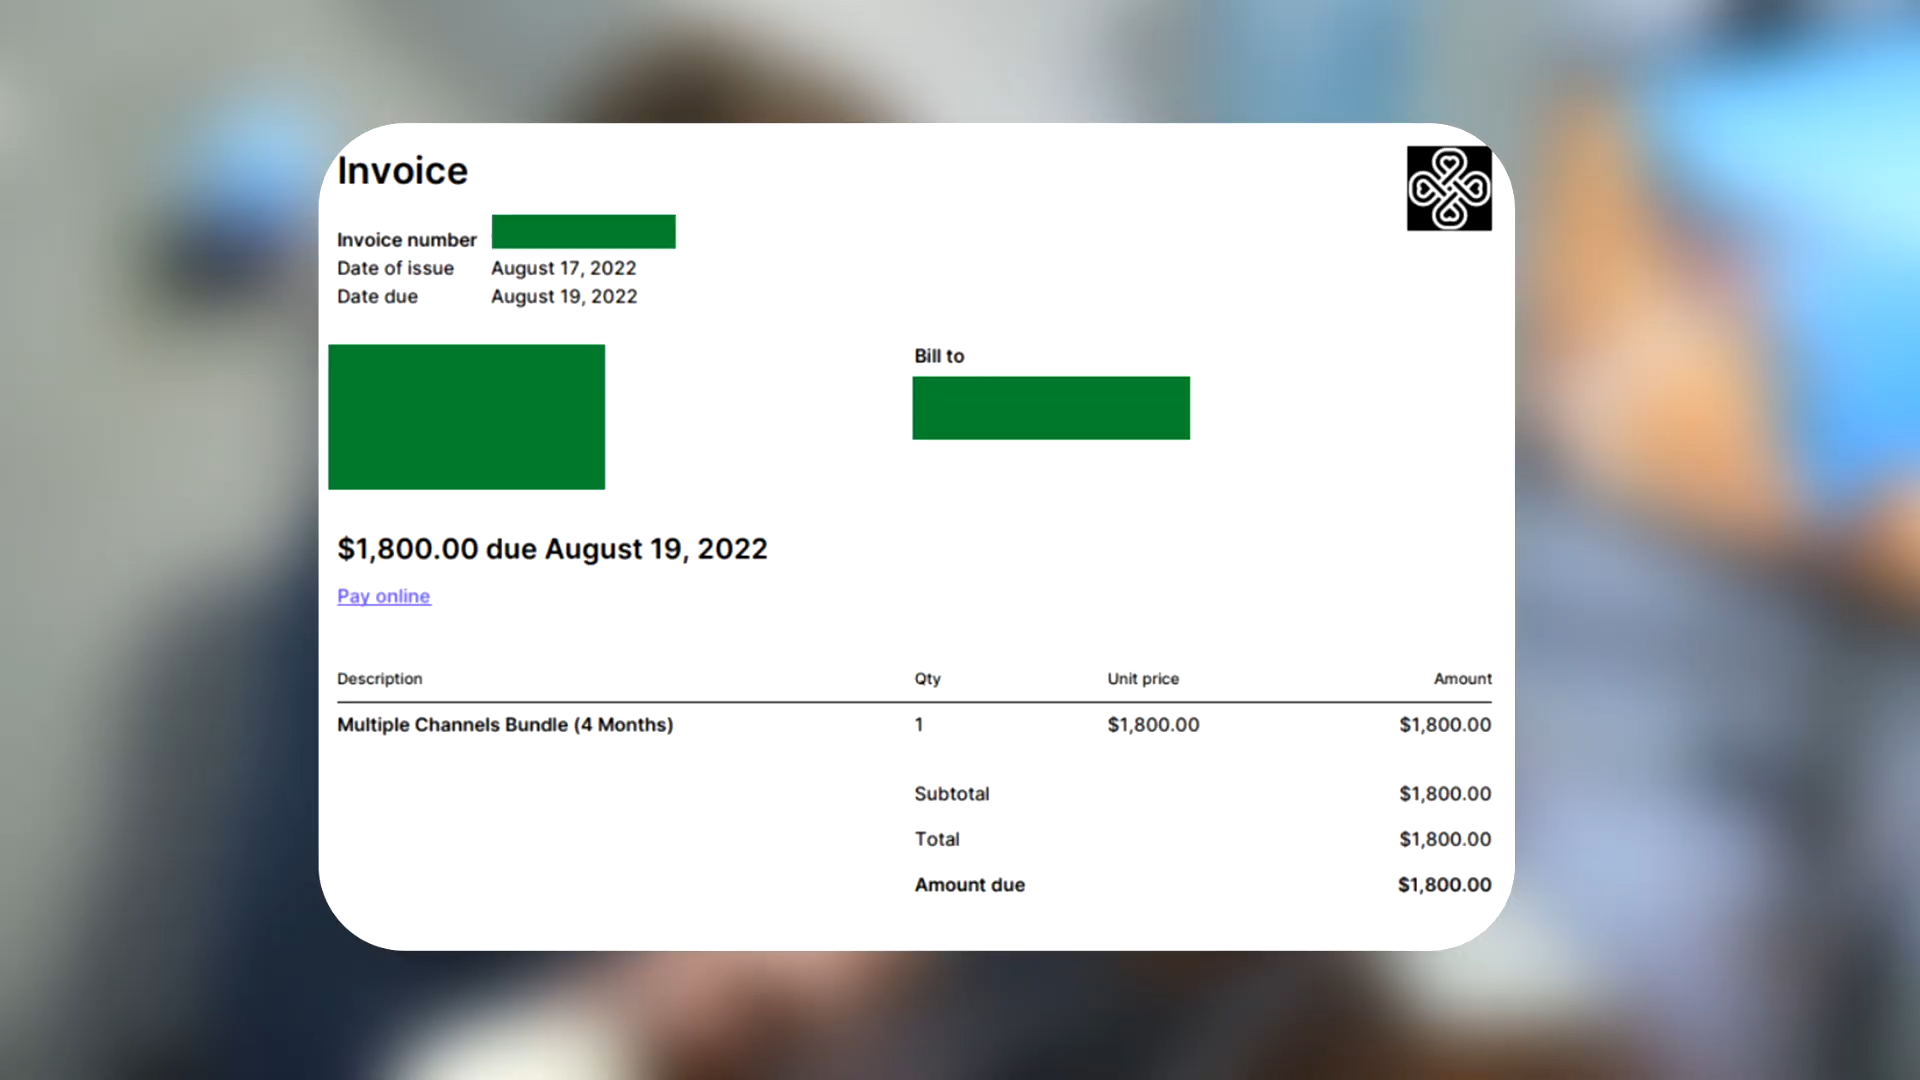 Invoice
Invoice number
Date of issue August 17, 2022
Date due August 19, 2022
Bill to
$1,800.00 due August 19, 2022
Pay online
Description Qty Unit price Amount
Multiple Channels Bundle (4 Months) 1 $1,800.00 $1,800.00
Subtotal $1,800.00
Total $1,800.00
Amount due $1,800.00